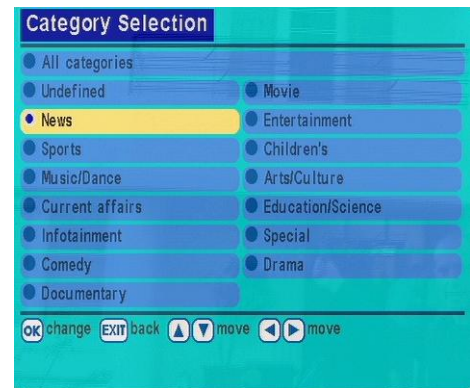 Category Selection
All categories
Undefined
Movie
News
Entertainment
Sports
Children's
Music/Dance
Arts/Culture
Current affairs
Education/Science
Infotainment
Special
Comedy
Drama
Documentary
OK change EXIT back move move